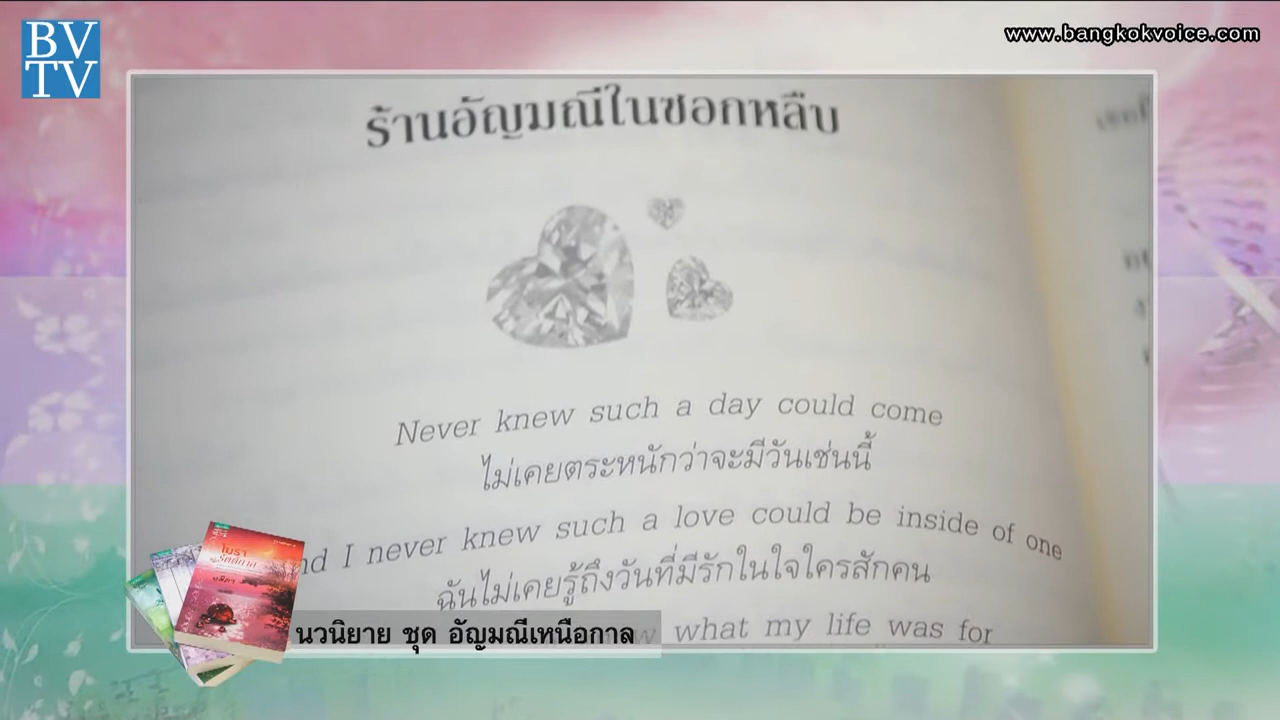 BV
TV
www.bangkokvoice.com
ร้านอัญมณีในซอกหลืบ
Never knew such a day could come
ไม่เคยตระหนักว่าจะมีวันเช่นนี้
I never knew such a love could be inside of one
ฉันไม่เคยรู้ถึงวันที่มีรักในใจใครสักคน
what my life was for
นวนิยาย ชุด อัญมณีเหนือกาล